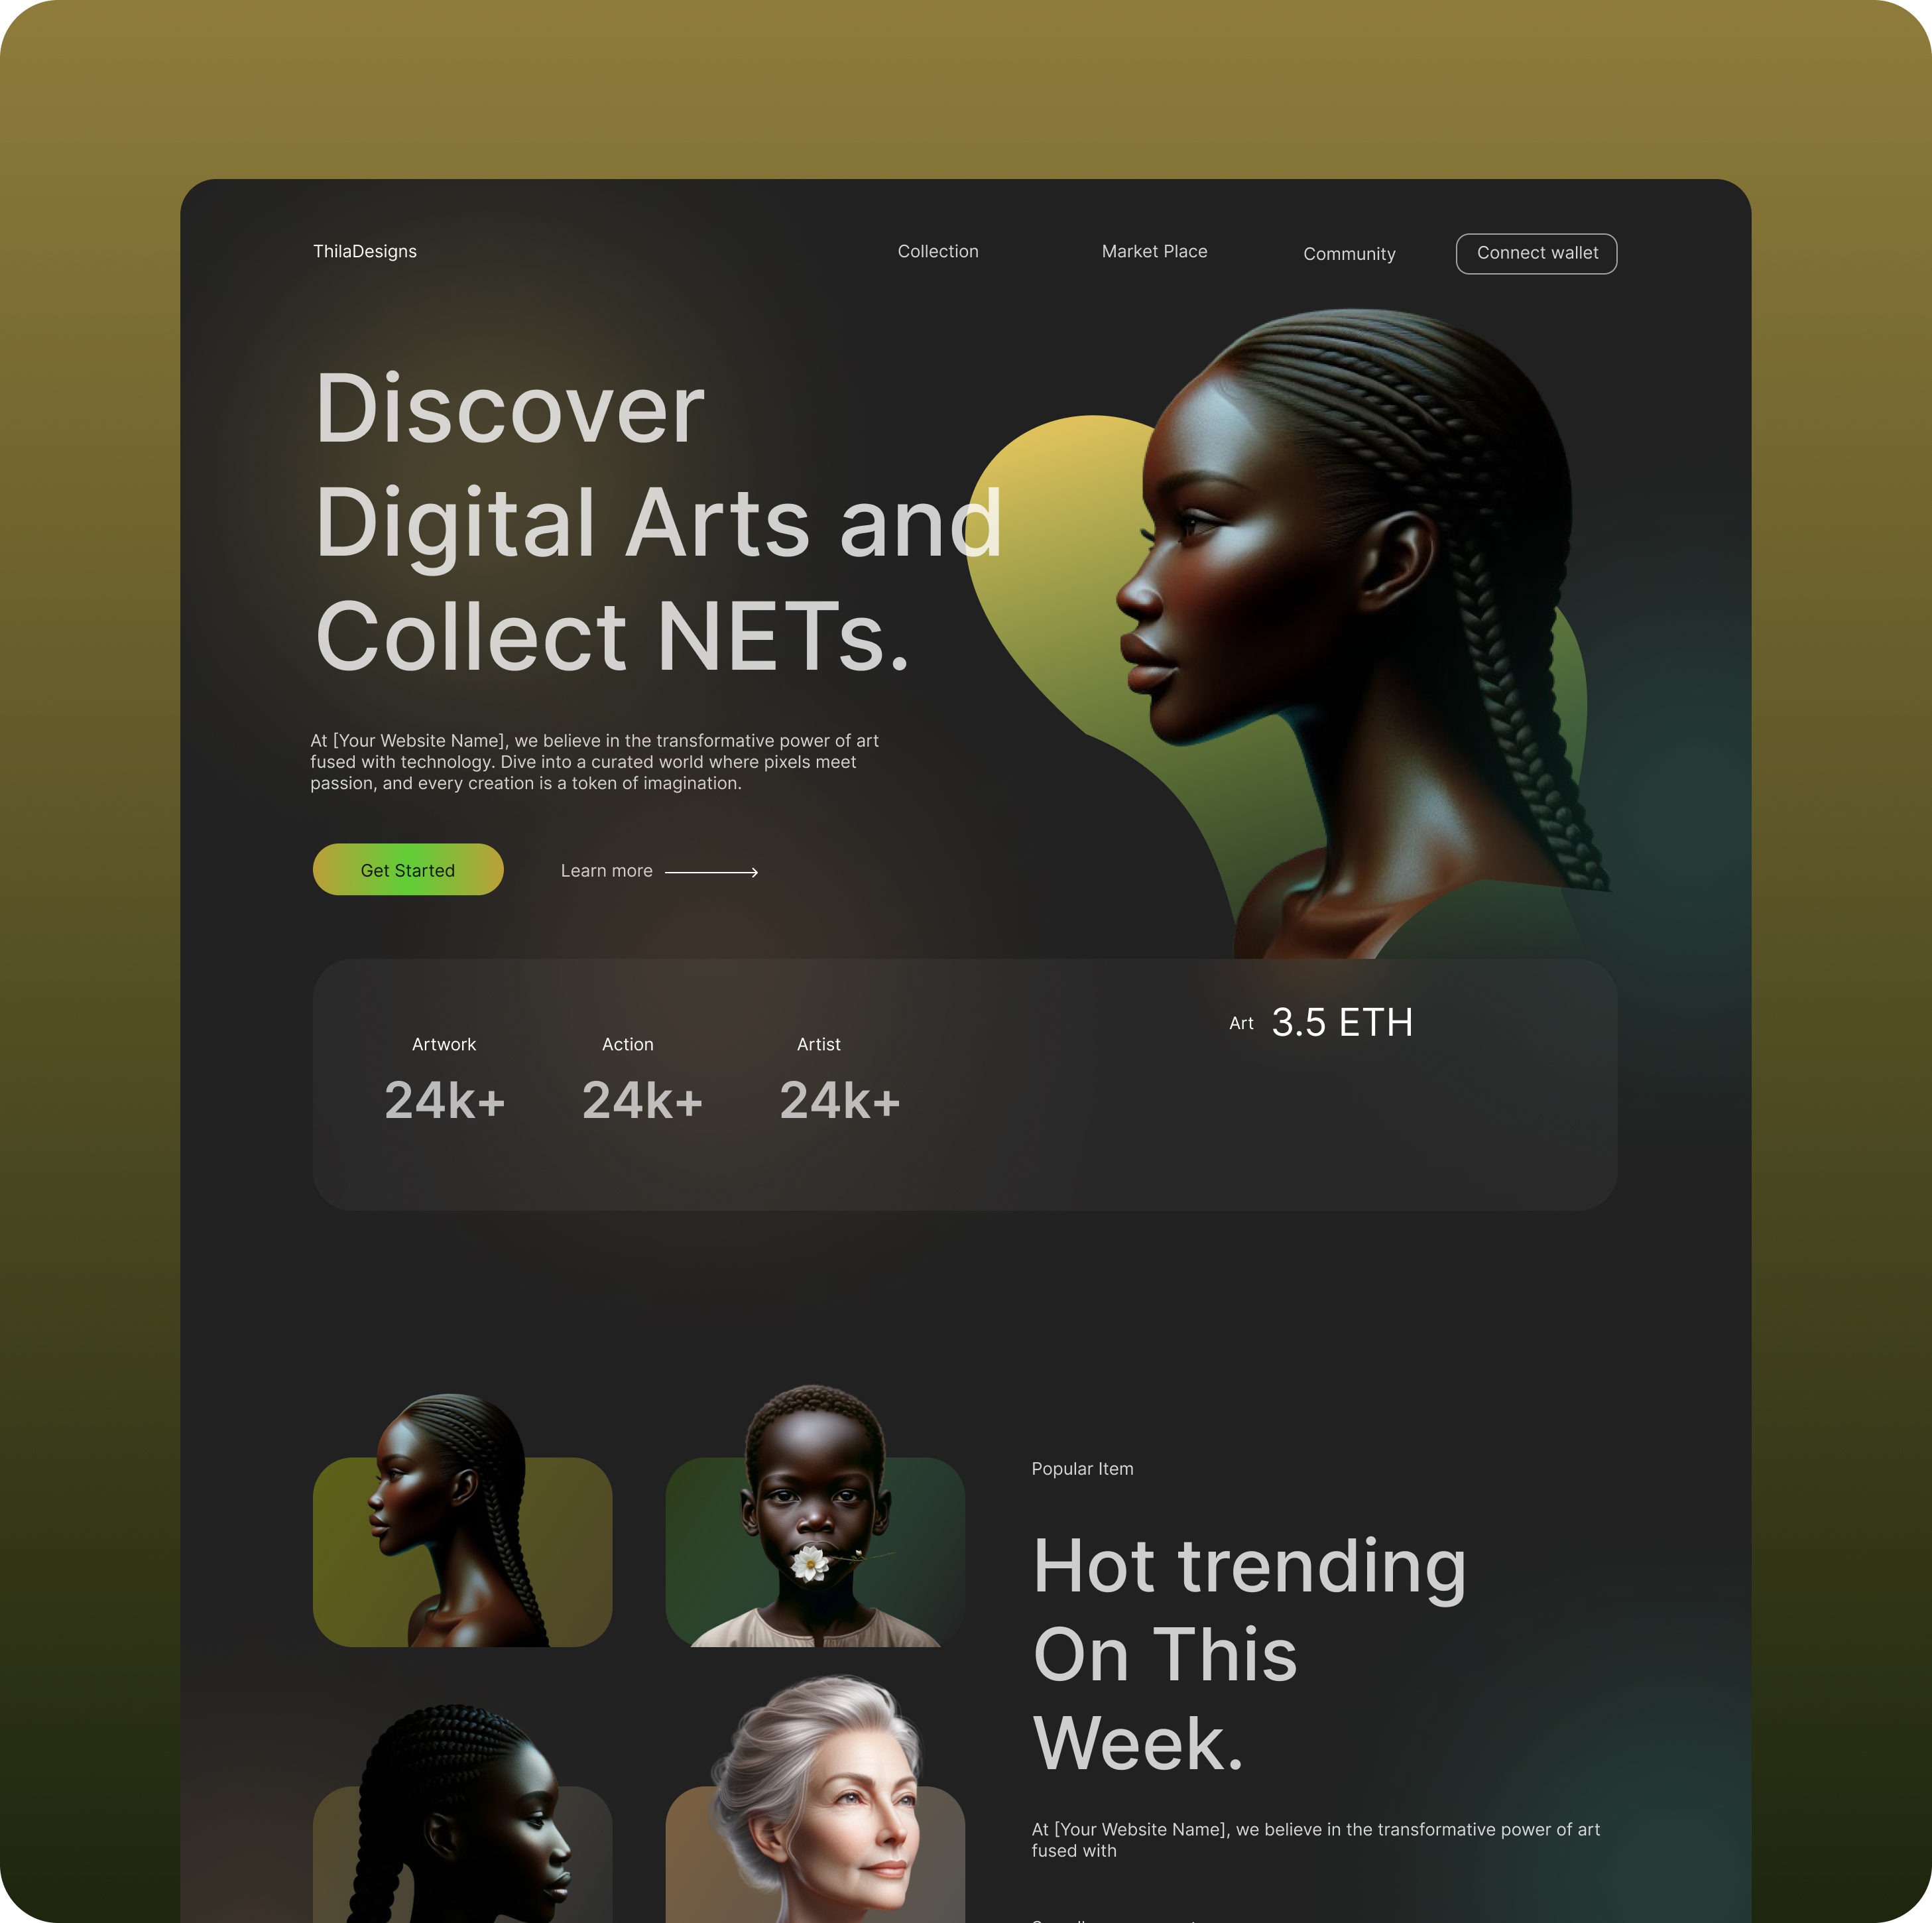 ThilaDesigns
Collection
Market Place
Community
Connect wallet
Discover
Digital Arts and
Collect NETs.
At [Your Website Name], we believe in the transformative power of art
fused with technology. Dive into a curated world where pixels meet
passion, and every creation is a token of imagination.
Get Started
Learn more
Art 3.5 ETH
Artwork
Action
Artist
24k+
24k+
24k+
Popular Item
Hot trending
On This
Week.
At [Your Website Name], we believe in the transformative power of art
fused with